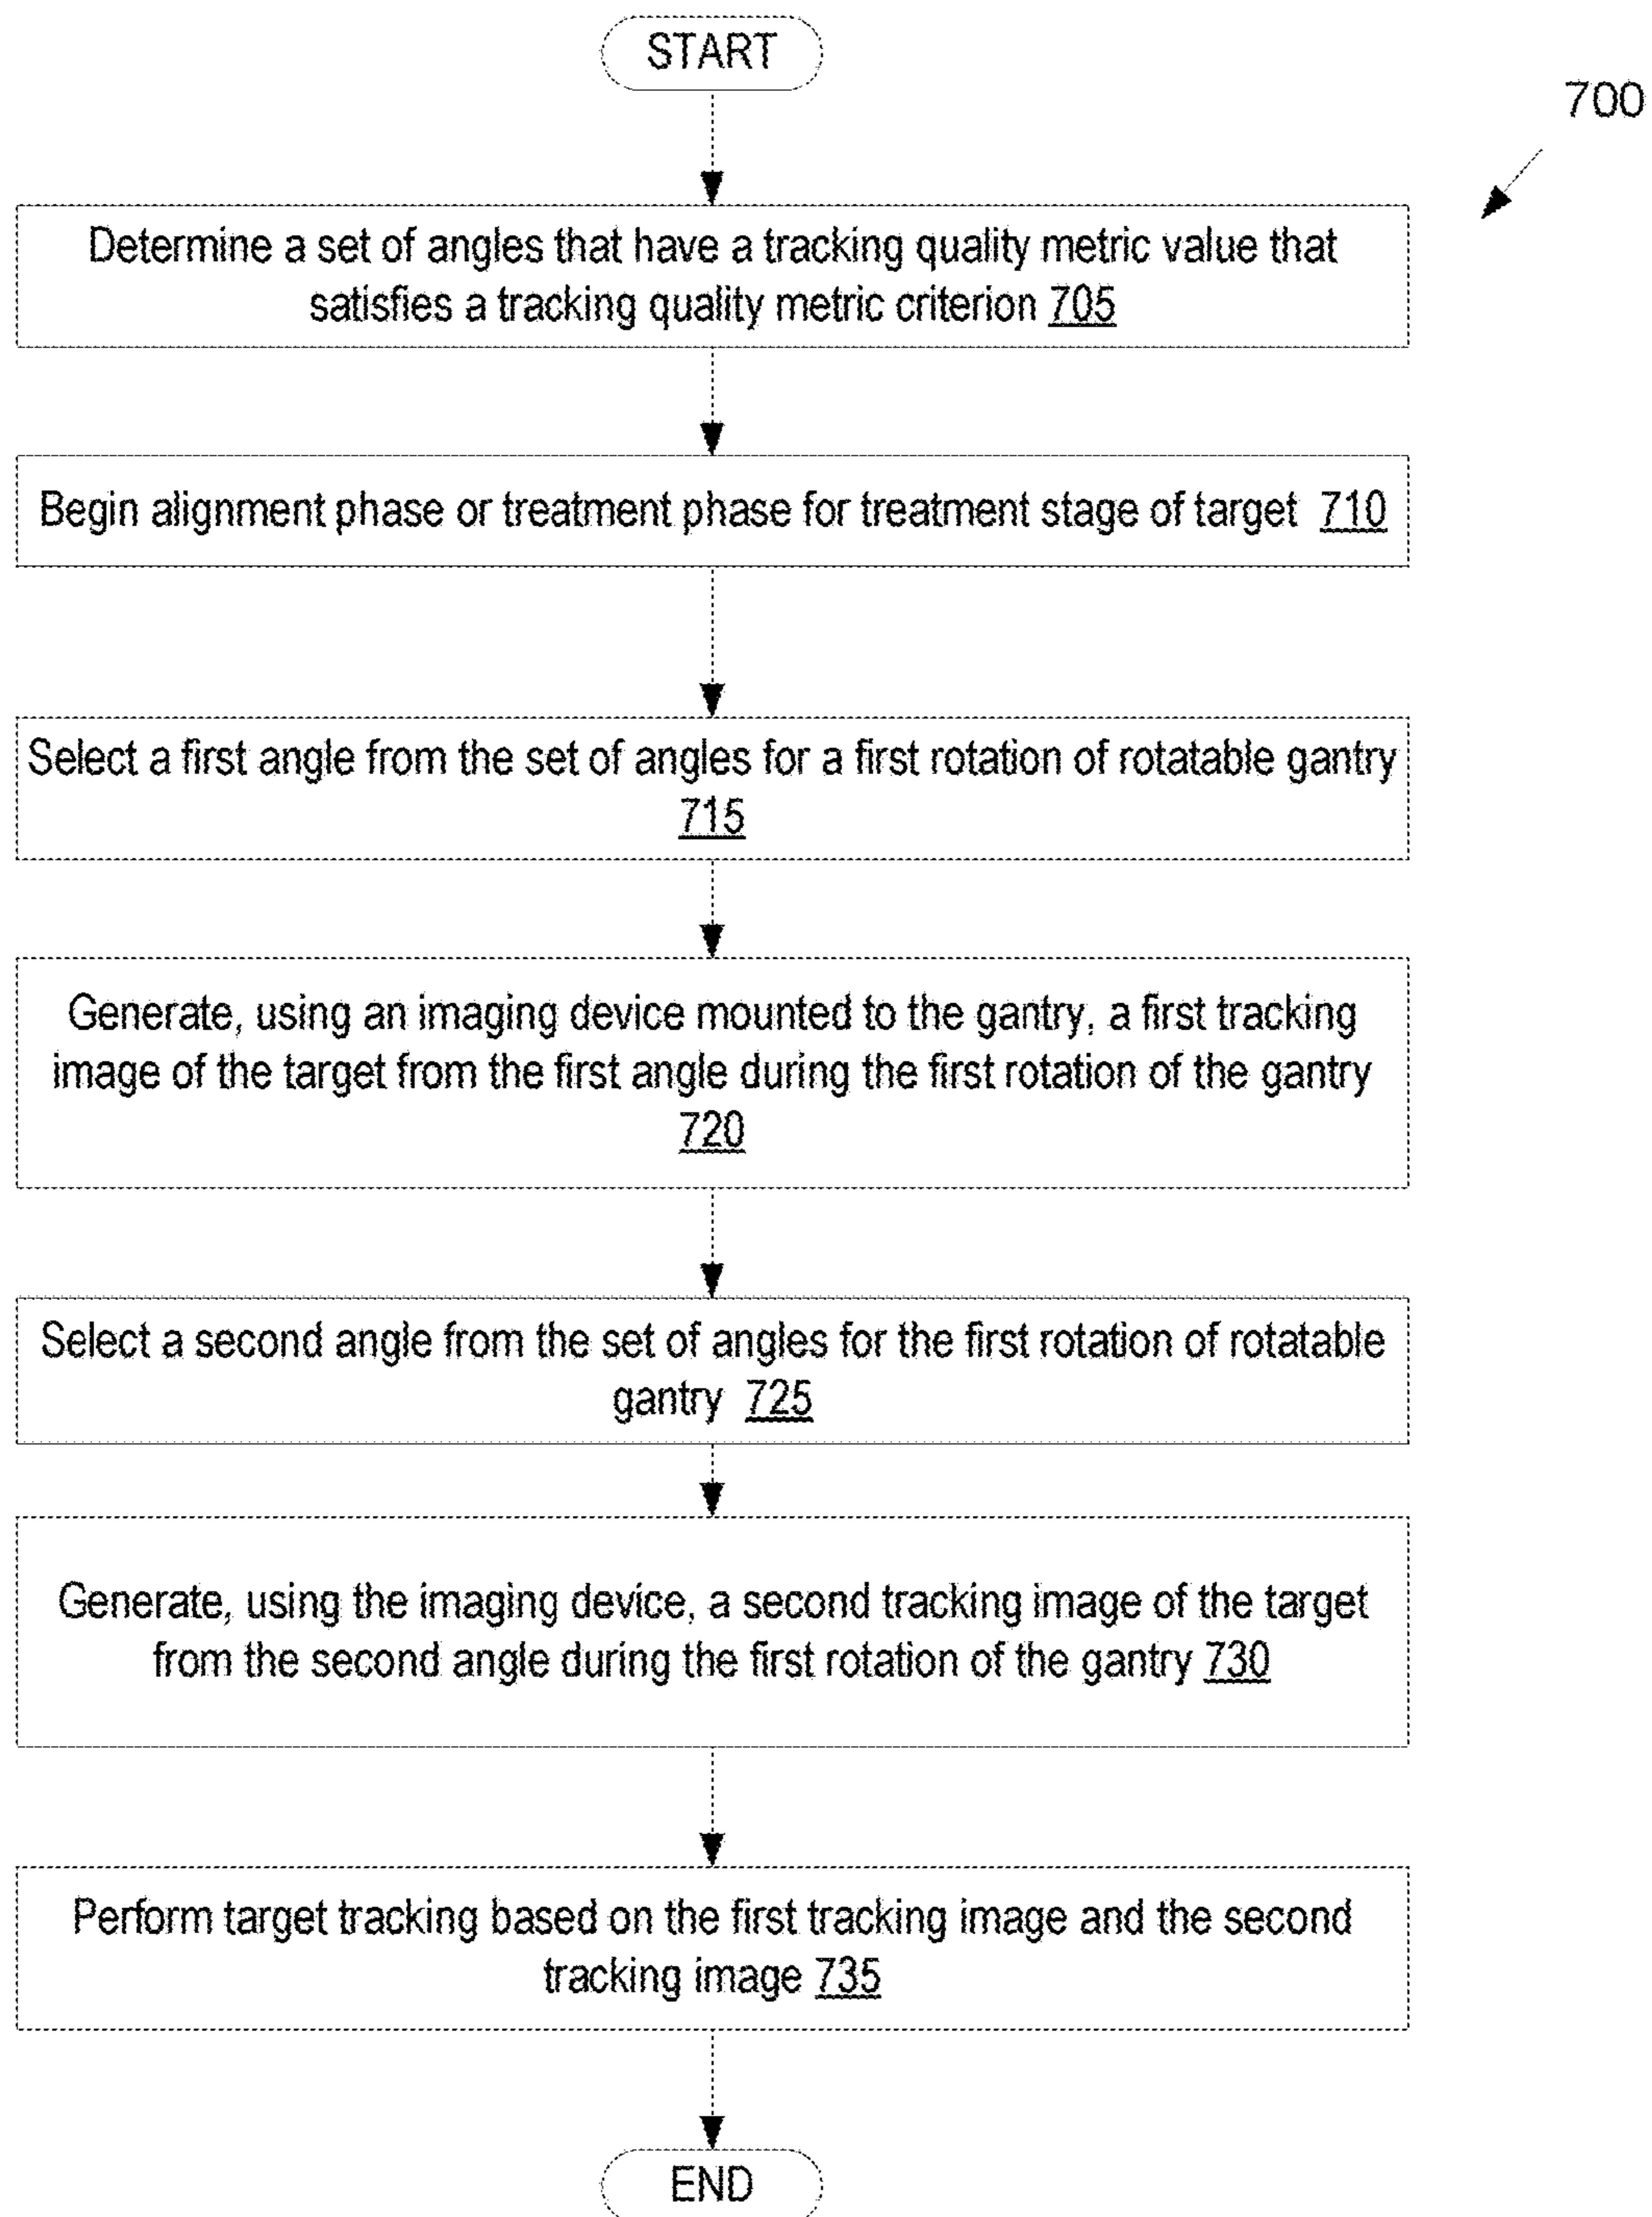 START
700
Determine a set of angles that have a tracking quality metric value that
satisfies a tracking quality metric criterion 705
Begin alignment phase or treatment phase for treatment stage of target 710
Select a first angle from the set of angles for a first rotation of rotatable gantry
715
Generate, using an imaging device mounted to the gantry, a first tracking
image of the target from the first angle during the first rotation of the gantry
720
Select a second angle from the set of angles for the first rotation of rotatable
gantry 725
Generate, using the imaging device, a second tracking image of the target
from the second angle during the first rotation of the gantry 730
Perform target tracking based on the first tracking image and the second
tracking image 735
END